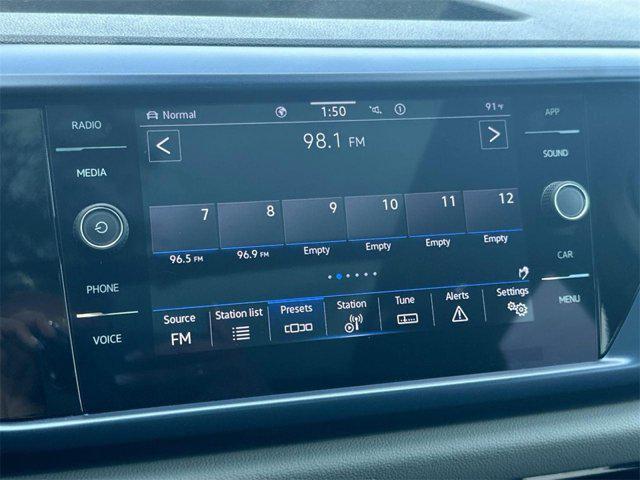 RADIO
MEDIA
PHONE
VOICE
Normal
1:50
1
91 °F
98.1 FM
< >
7 8 9 10 11 12
96.5 FM 96.9 FM Empty Empty Empty Empty
Source Station list Presets Station Tune Alerts Settings
FM
APP
SOUND
CAR
MENU